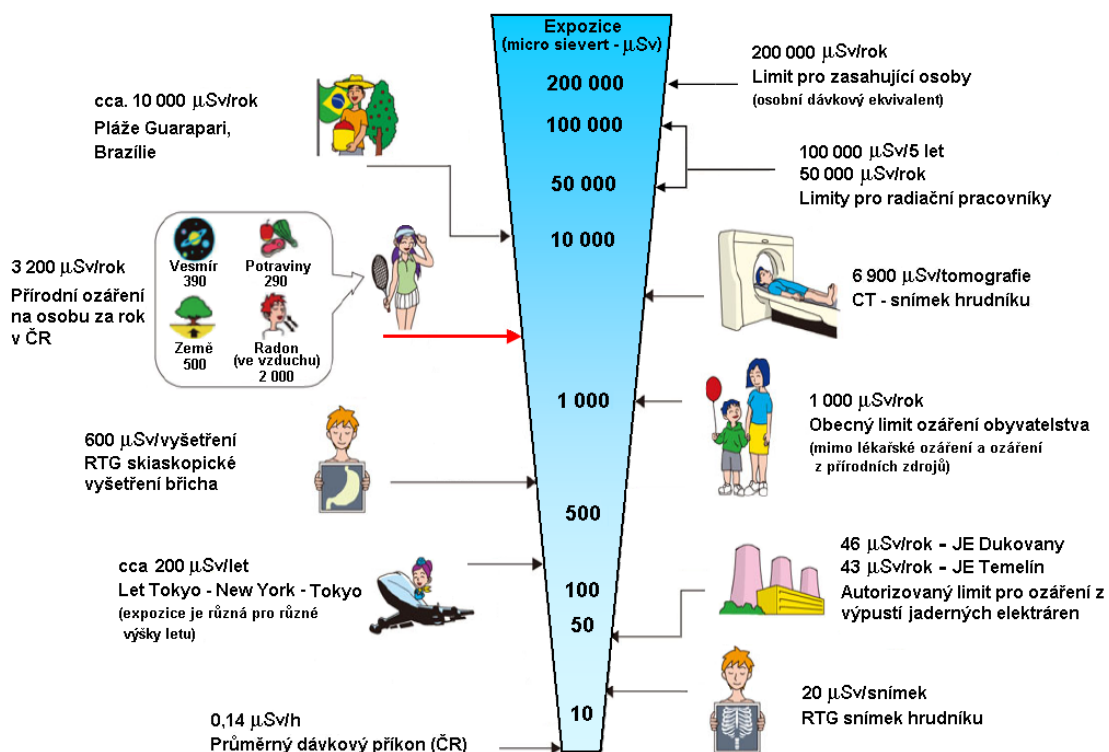 Expozice
(micro sievert - µSv)
200 000
100 000
50 000
10 000
1 000
500
100
50
10
cca. 10 000 µSv/rok
Pláže Guarapari,
Brazílie
3 200 µSv/rok
Přírodní ozáření
na osobu za rok
v ČR
Vesmír
390
Potraviny
290
Země
500
Radon
(ve vzduchu)
2 000
600 µSv/vyšetření
RTG skiaskopické
vyšetření břicha
cca 200 µSv/let
Let Tokyo - New York - Tokyo
(expozice je různá pro různé
výšky letu)
0,14 µSv/h
Průměrný dávkový příkon (ČR)
200 000 µSv/rok
Limit pro zasahující osoby
(osobní dávkový ekvivalent)
100 000 µSv/5 let
50 000 µSv/rok
Limity pro radiační pracovníky
6 900 µSv/tomografie
CT - snímek hrudníku
1 000 µSv/rok
Obecný limit ozáření obyvatelstva
(mimo lékařské ozáření a ozáření
z přírodních zdrojů)
46 µSv/rok - JE Dukovany
43 µSv/rok - JE Temelín
Autorizovaný limit pro ozáření z
výpustí jaderných elektráren
20 µSv/snímek
RTG snímek hrudníku